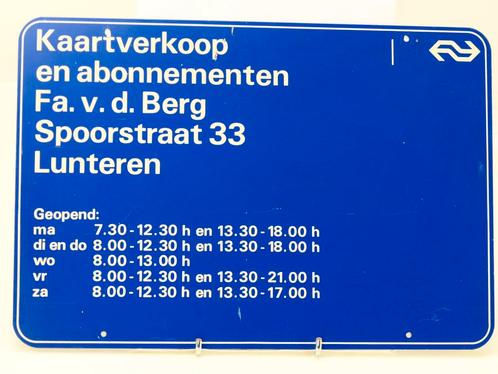 Kaartverkoop
en abonnementen
Fa. v. d. Berg
Spoorstraat 33
Lunteren
Geopend:
ma 7.30-12.30 h en 13.30-18.00 h
di en do 8.00-12.30 h en 13.30-18.00 h
wo 8.00-13.00 h
vr 8.00-12.30 h en 13.30-21.00 h
za 8.00-12.30 h en 13.30-17.00 h